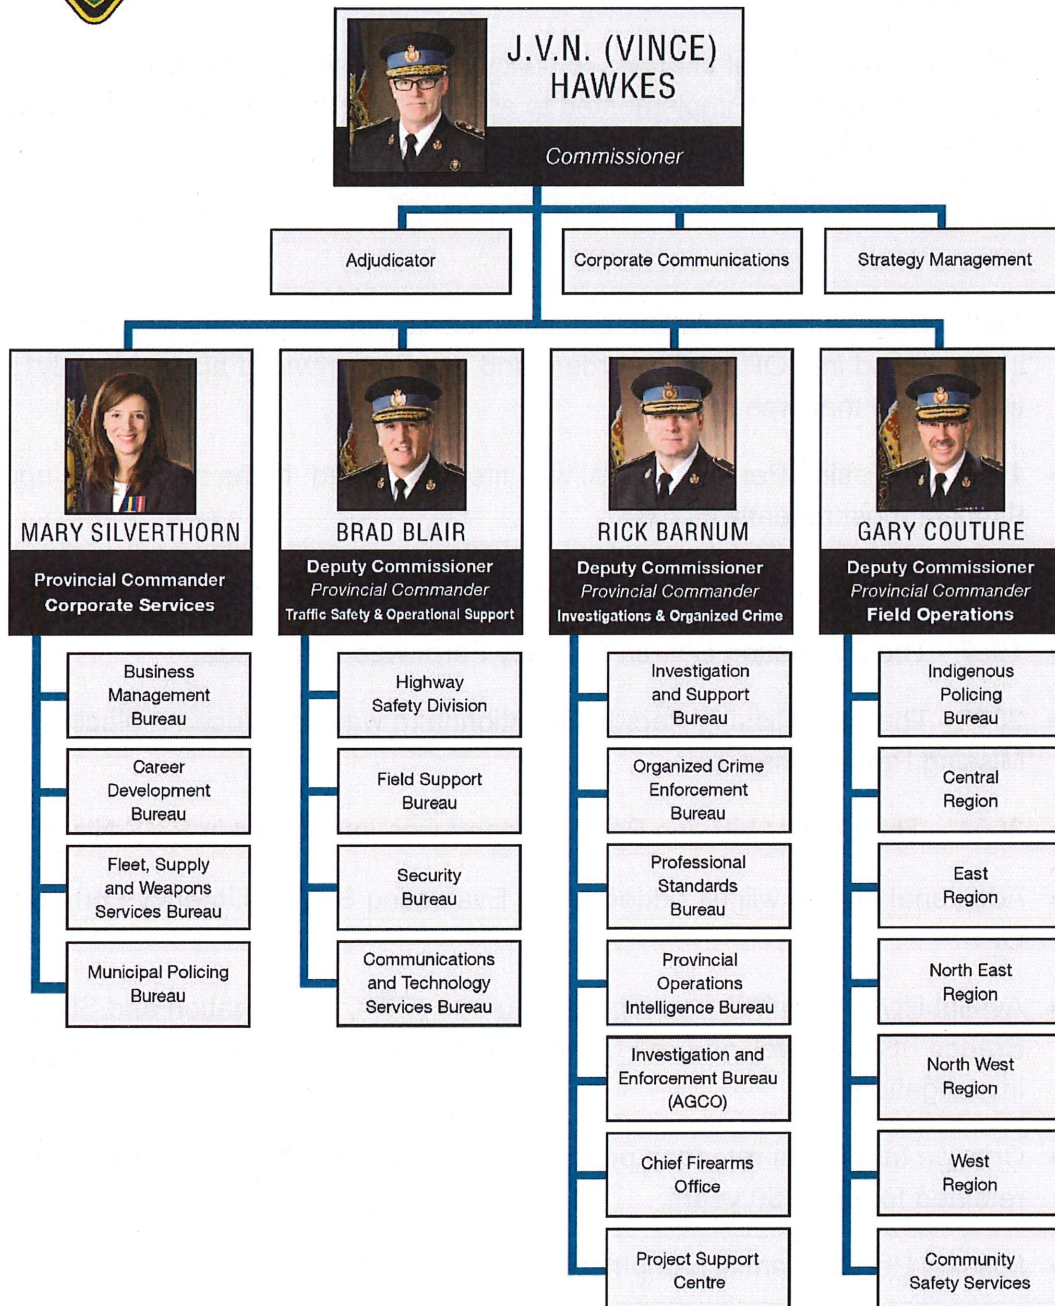 J.V.N. (VINCE)
HAWKES
Commissioner
Adjudicator
Corporate Communications
Strategy Management
MARY SILVERTHORN
Provincial Commander
Corporate Services
BRAD BLAIR
Deputy Commissioner
Provincial Commander
Traffic Safety & Operational Support
RICK BARNUM
Deputy Commissioner
Provincial Commander
Investigations & Organized Crime
GARY COUTURE
Deputy Commissioner
Provincial Commander
Field Operations
Business
Management
Bureau
Career
Development
Bureau
Fleet, Supply
and Weapons
Services Bureau
Municipal Policing
Bureau
Highway
Safety Division
Field Support
Bureau
Security
Bureau
Communications
and Technology
Services Bureau
Investigation
and Support
Bureau
Organized Crime
Enforcement
Bureau
Professional
Standards
Bureau
Provincial
Operations
Intelligence Bureau
Investigation and
Enforcement Bureau
(AGCO)
Chief Firearms
Office
Project Support
Centre
Indigenous
Policing
Bureau
Central
Region
East
Region
North East
Region
North West
Region
West
Region
Community
Safety Services